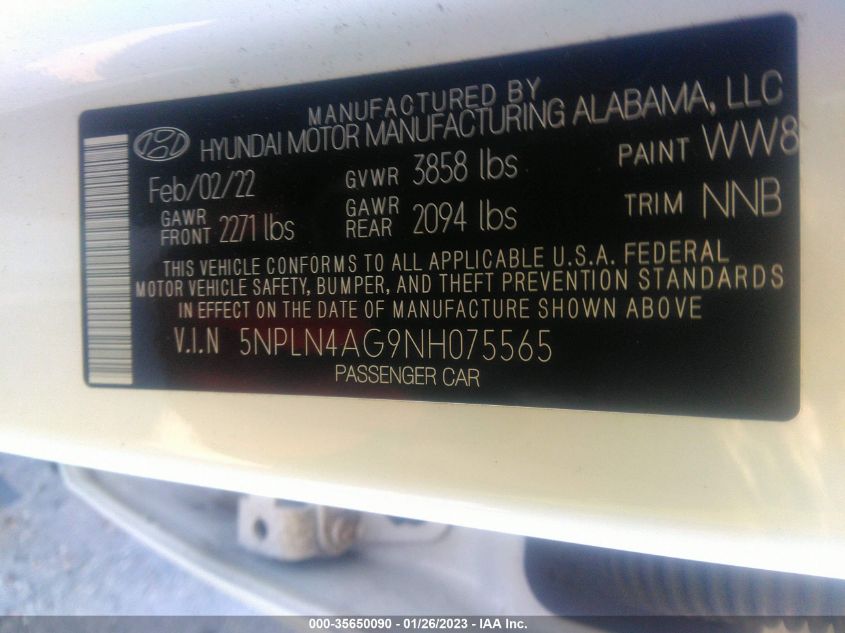 MANUFACTURED BY
HYUNDAI MOTOR MANUFACTURING ALABAMA, LLC
Feb/02/22 GVWR 3858 lbs PAINT WW8
GAWR FRONT 2271 lbs GAWR REAR 2094 lbs TRIM NNB
THIS VEHICLE CONFORMS TO ALL APPLICABLE U.S.A. FEDERAL
MOTOR VEHICLE SAFETY, BUMPER, AND THEFT PREVENTION STANDARDS
IN EFFECT ON THE DATE OF MANUFACTURE SHOWN ABOVE
V.I.N 5NPLN4AG9NH075565
PASSENGER CAR
000-35650090 - 01/26/2023 - IAA Inc.